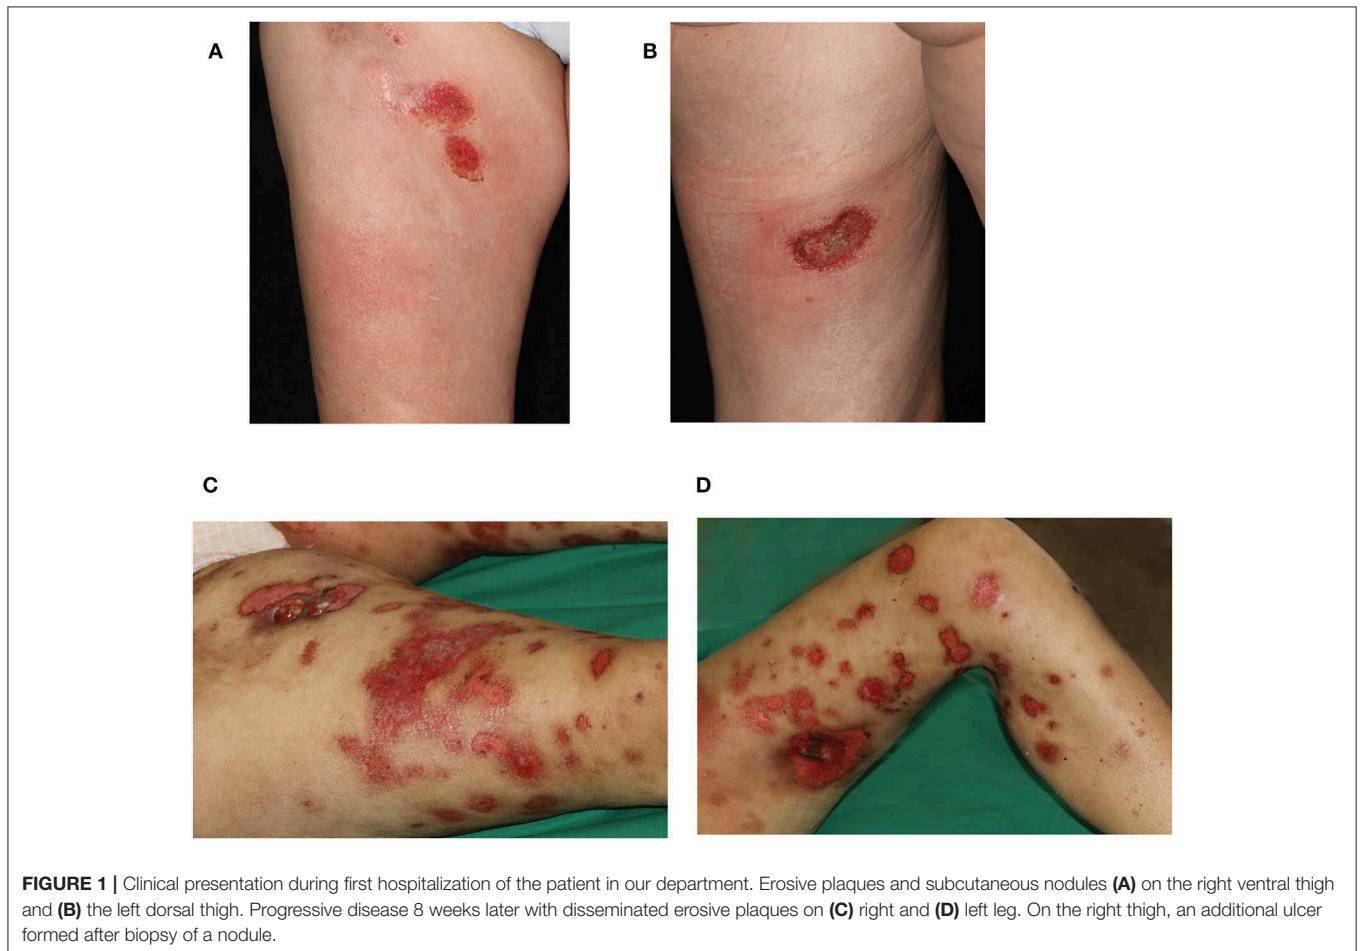 A
B
C
D
FIGURE 1 | Clinical presentation during first hospitalization of the patient in our department. Erosive plaques and subcutaneous nodules (A) on the right ventral thigh
and (B) the left dorsal thigh. Progressive disease 8 weeks later with disseminated erosive plaques on (C) right and (D) left leg. On the right thigh, an additional ulcer
formed after biopsy of a nodule.